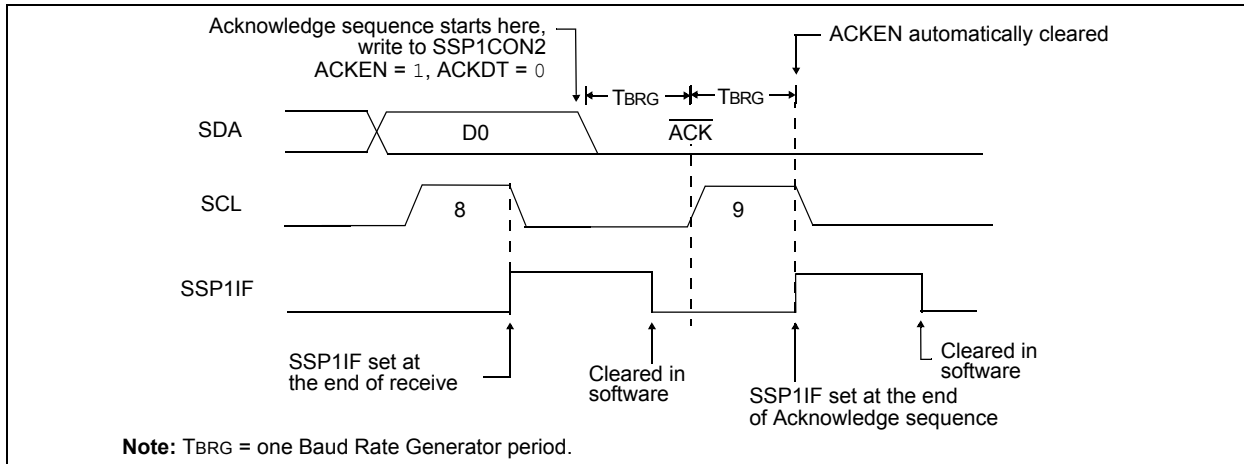 Acknowledge sequence starts here,
write to SSP1CON2
ACKEN = 1, ACKDT = 0
ACKEN automatically cleared
TBRG
TBRG
SDA
D0
ACK
SCL
8
9
SSP1IF
SSP1IF set at
the end of receive
Cleared in
software
SSP1IF set at the end
of Acknowledge sequence
Cleared in
software
Note: TBRG = one Baud Rate Generator period.